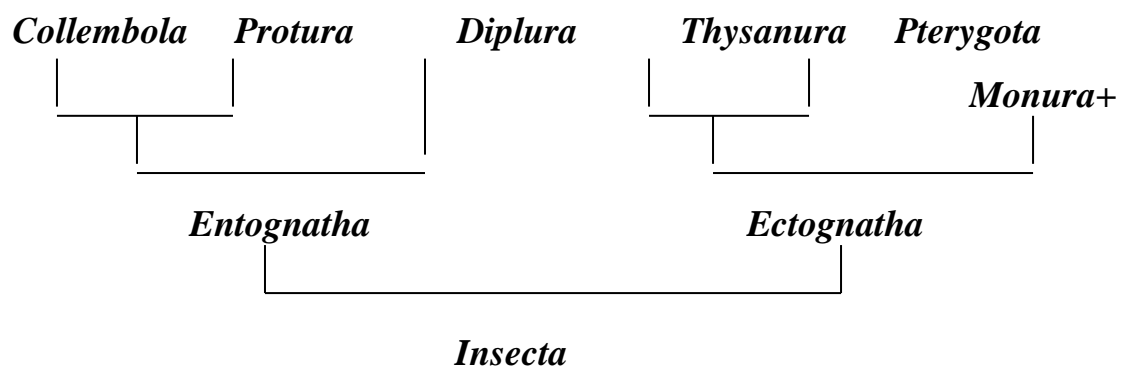 Collembola Protura Diplura Thysanura Pterygota
Monura+
Entognatha Ectognatha
Insecta